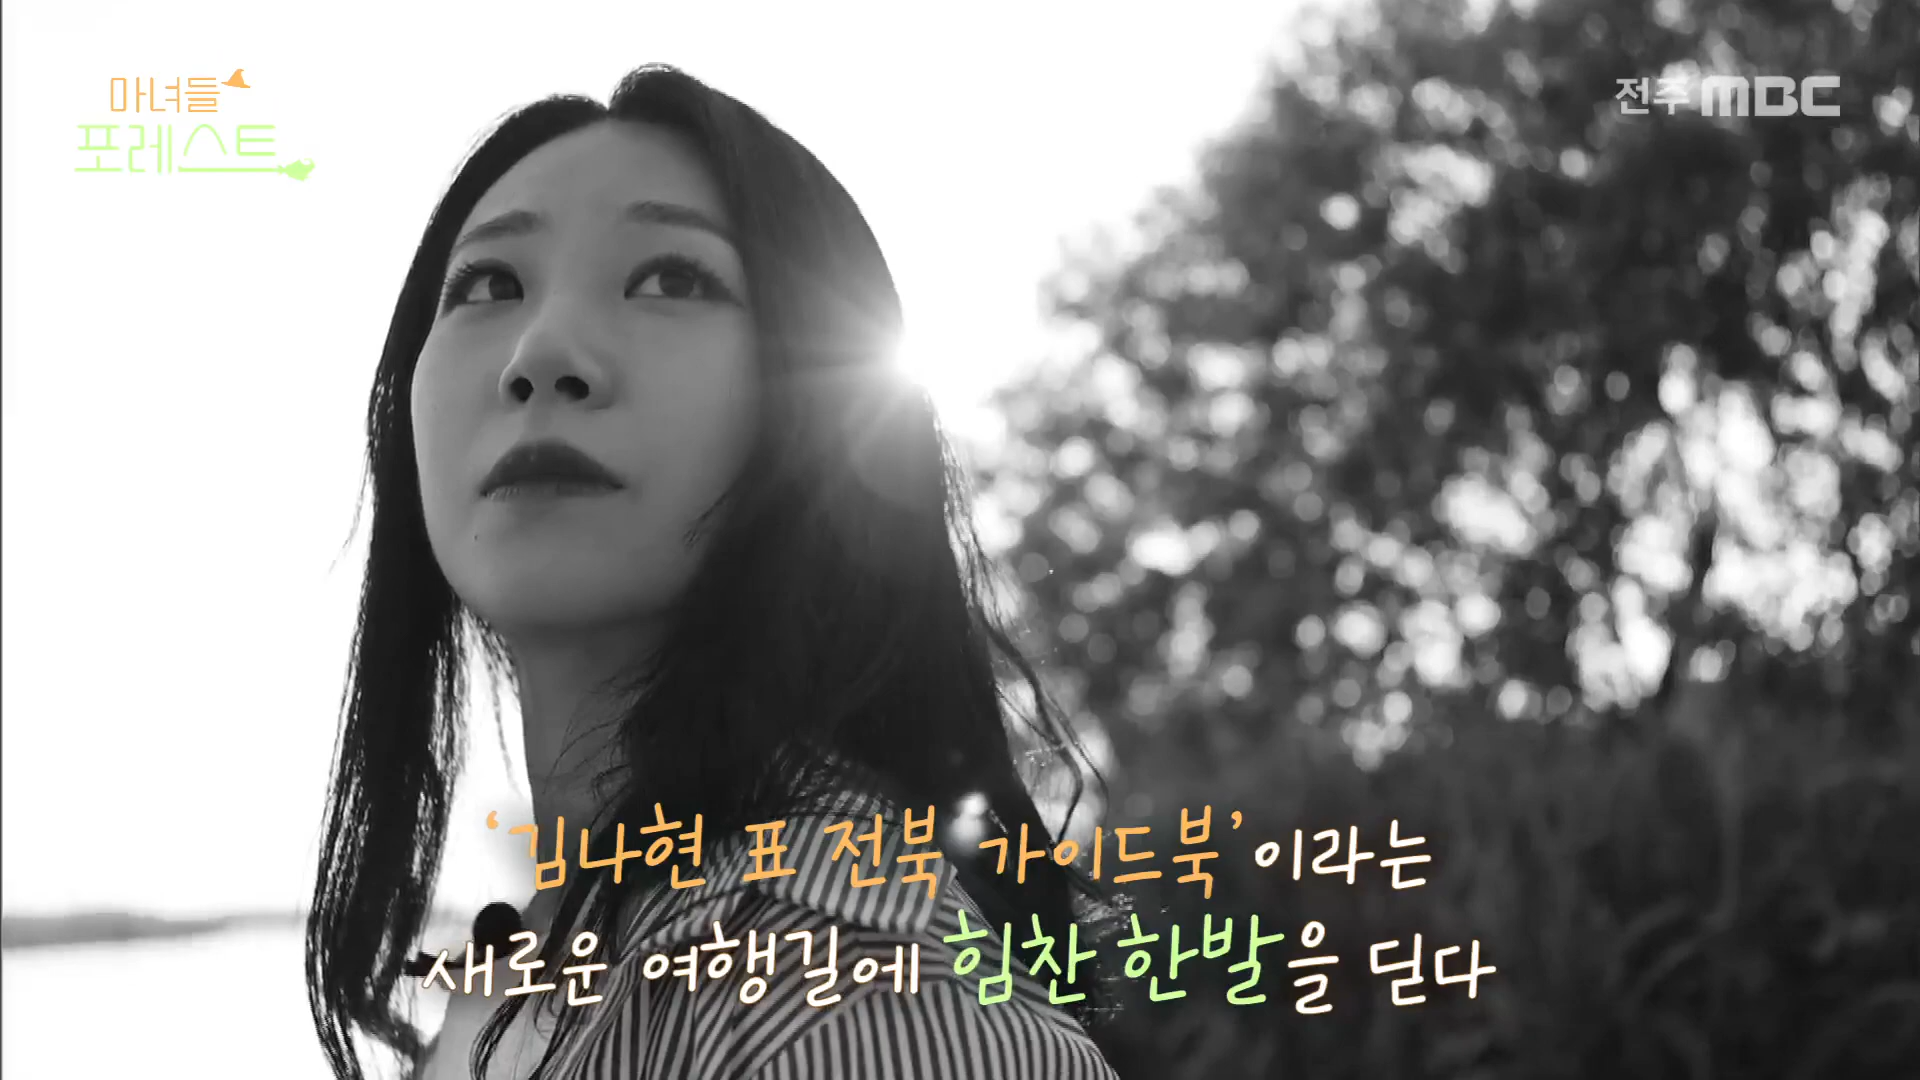 마녀들
포레스트
전주 MBC
‘김나현 표 전북 가이드북’이라는
새로운 여행길에 힘찬 한발을 딛다